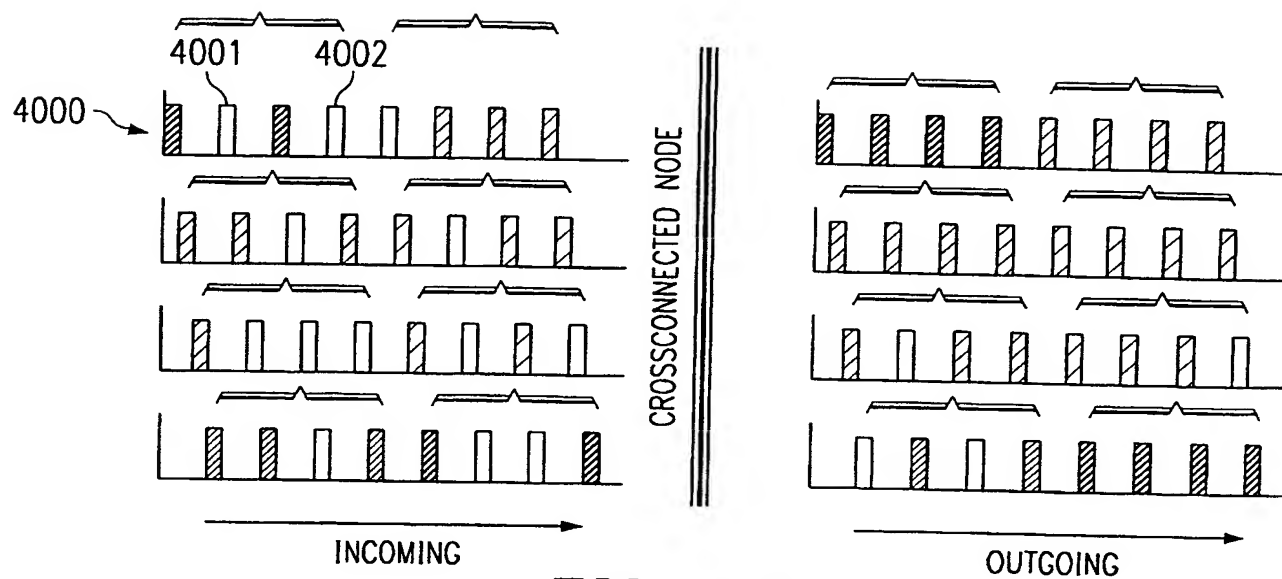 4001
4002
4000
CROSSCONNECTED NODE
INCOMING
OUTGOING